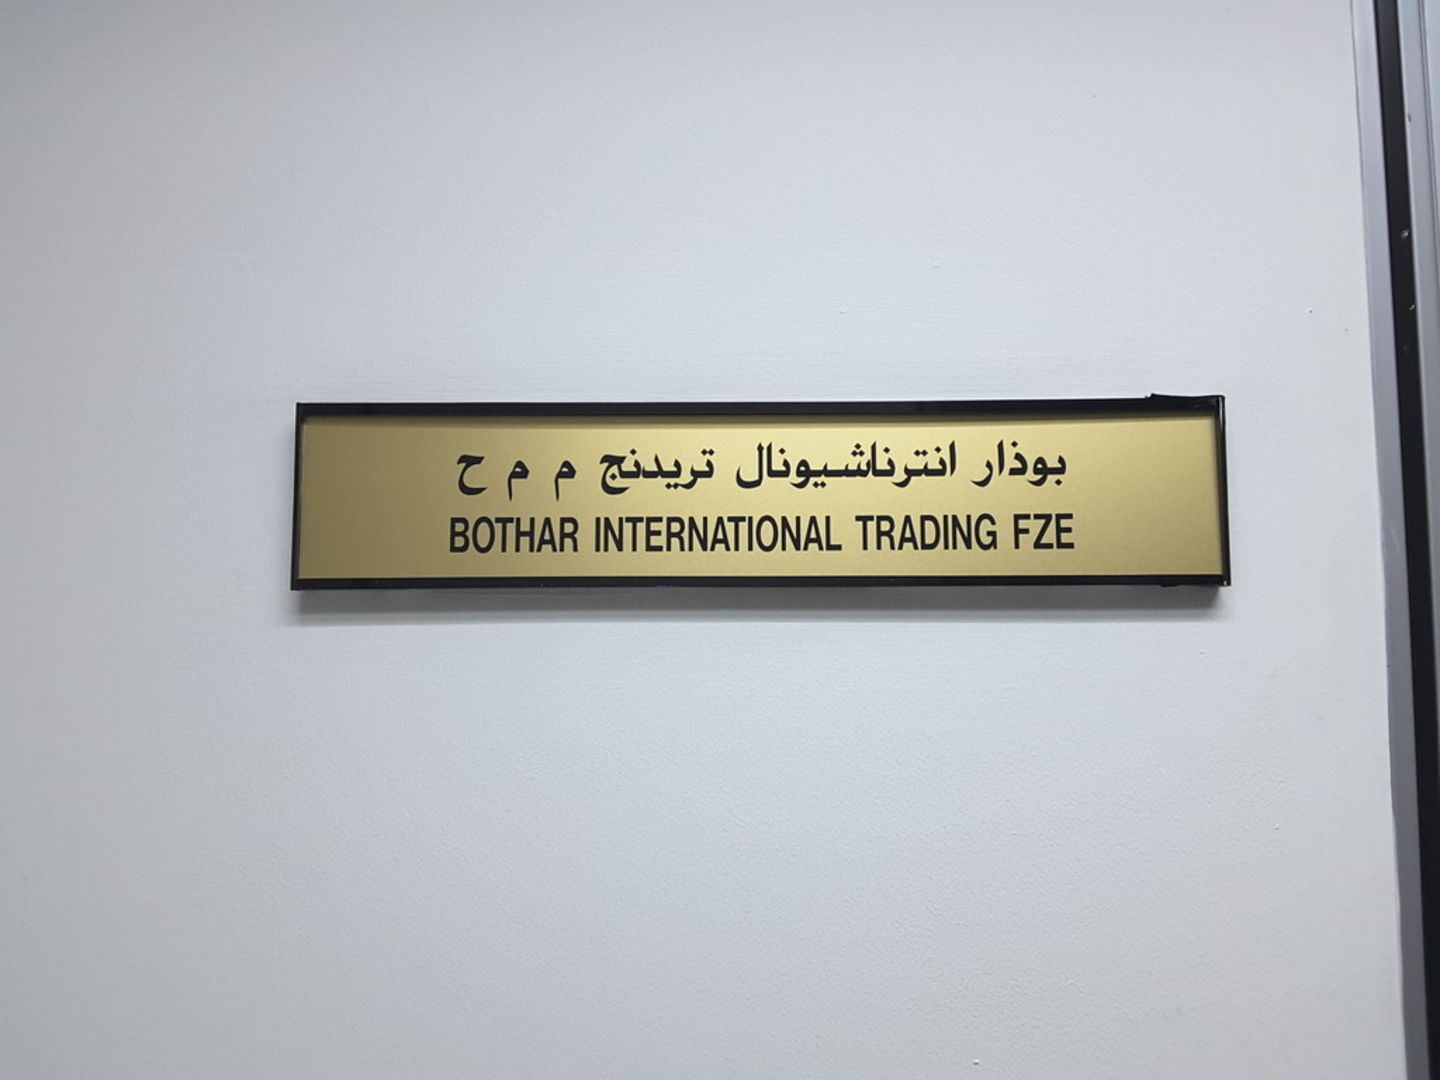 بوذار انترناشيونال تريدنج م م ح
BOTHAR INTERNATIONAL TRADING FZE